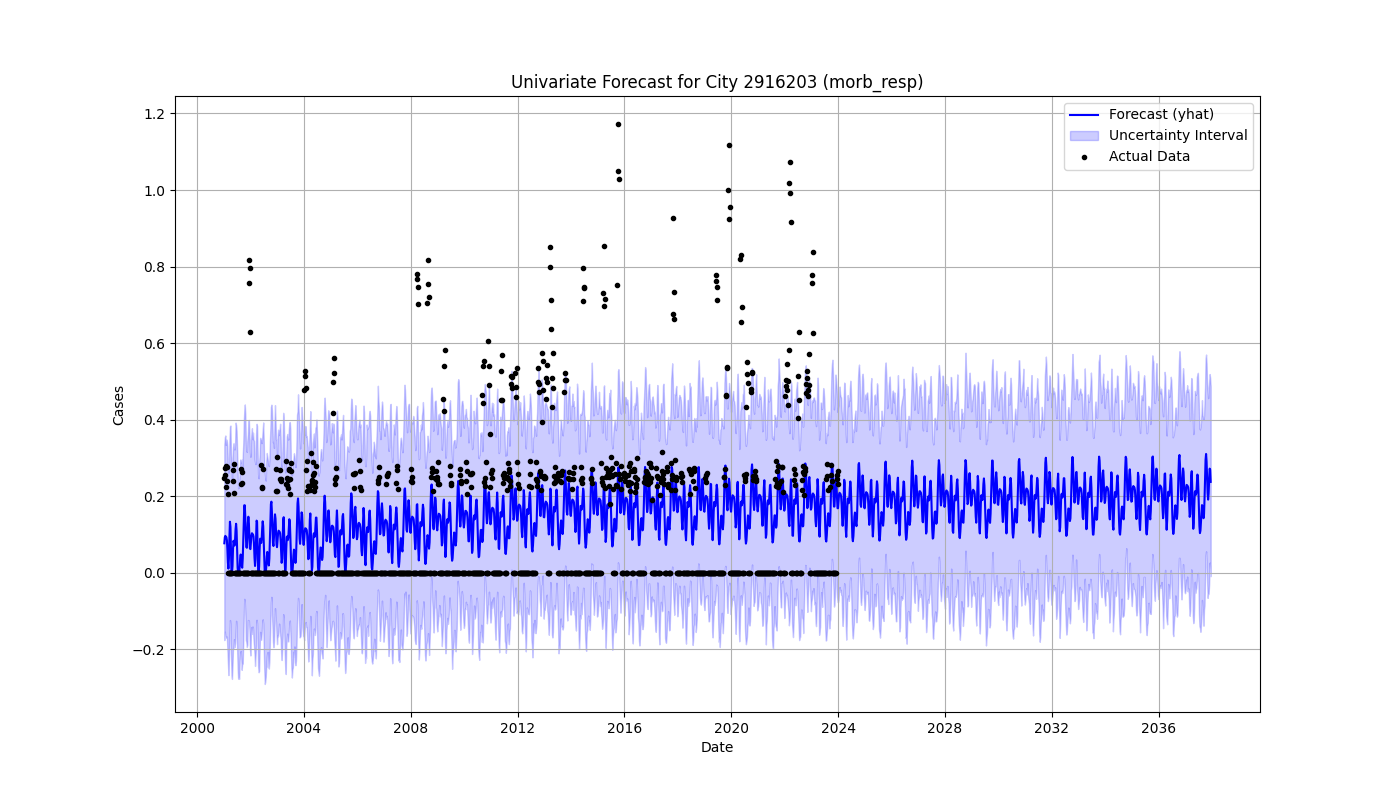 Univariate Forecast for City 2916203 (morb_resp)
Forecast (yhat)
Uncertainty Interval
Actual Data
Cases
1.2
1.0
0.8
0.6
0.4
0.2
0.0
−0.2
2000 2004 2008 2012 2016 2020 2024 2028 2032 2036
Date